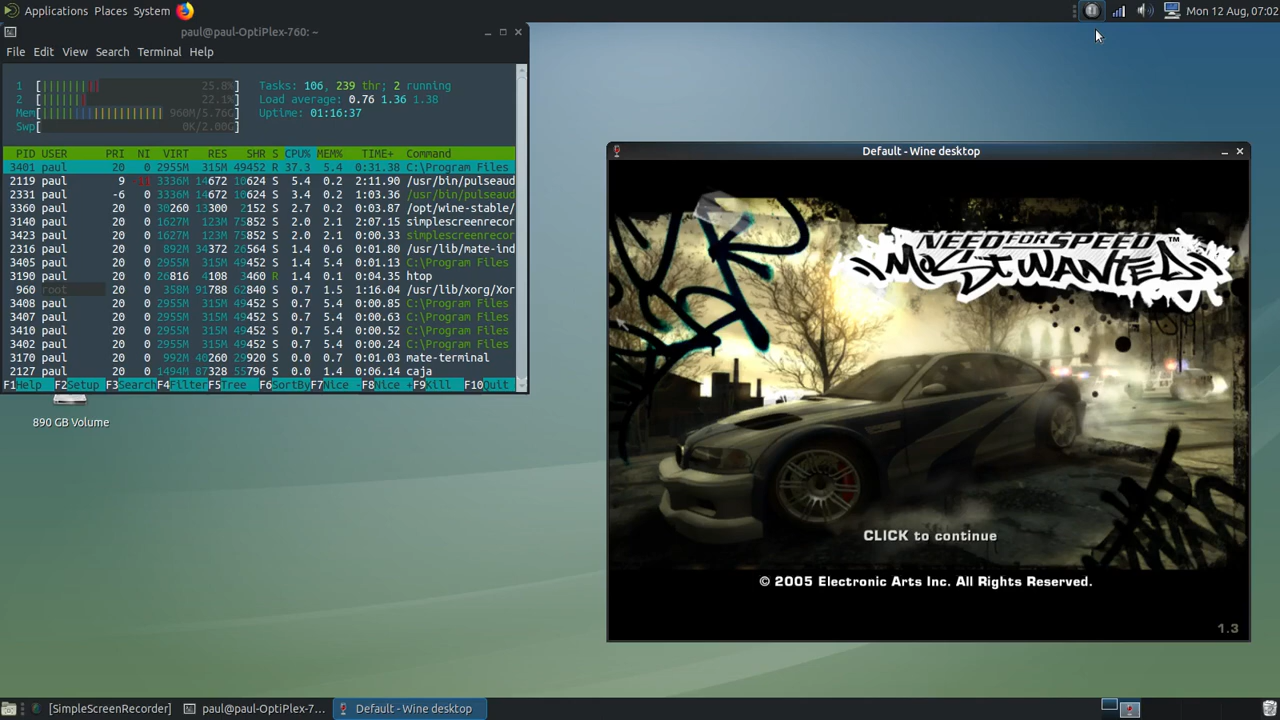 Applications Places System
Mon 12 Aug, 07:02
paul@paul-OptiPlex-760: ~
File Edit View Search Terminal Help
1 [ 25.8%] Tasks: 106, 239 thr; 2 running
2 [ 22.1%] Load average: 0.76 1.36 1.38
Mem[ 960M/5.76G] Uptime: 01:16:37
Swp[ 0K/2.00G]
PID USER PRI NI VIRT RES SHR S CPU% MEM% TIME+ Command
3401 paul 20 0 2955M 315M 49452 R 37.3 5.4 0:31.38 C:\Program Files
2119 paul 9 3336M 14672 10624 S 5.4 0.2 2:11.90 /usr/bin/pulseaud
2331 paul -6 0 3336M 14672 10624 S 3.4 0.2 1:03.36 /usr/bin/pulseaud
3360 paul 20 0 30260 13300 2152 S 2.7 0.2 0:03.87 /opt/wine-stable/
3140 paul 20 0 1627M 123M 75852 S 2.7 2.1 2:07.15 simplescreenrecor
3423 paul 20 0 1627M 123M 75852 S 2.0 2.1 0:00.33 simplescreenrecor
2316 paul 20 0 892M 34372 26564 S 1.4 0.6 0:01.80 /usr/lib/mate-ind
3405 paul 20 0 2955M 315M 49452 S 1.4 5.4 0:01.13 C:\Program Files
3190 paul 20 0 26816 4108 3460 R 1.4 0.1 0:04.35 htop
960 root 20 0 358M 91788 62840 S 0.7 1.5 1:16.04 /usr/lib/xorg/Xor
3408 paul 20 0 2955M 315M 49452 S 0.7 5.4 0:00.85 C:\Program Files
3407 paul 20 0 2955M 315M 49452 S 0.7 5.4 0:00.63 C:\Program Files
3410 paul 20 0 2955M 315M 49452 S 0.7 5.4 0:00.52 C:\Program Files
3402 paul 20 0 2955M 315M 49452 S 0.7 5.4 0:00.24 C:\Program Files
3170 paul 20 0 992M 40260 29920 S 0.7 0.7 0:01.03 mate-terminal
2127 paul 20 0 1494M 87328 55796 S 0.0 1.4 0:06.14 caja
F1Help F2Setup F3Search F4Filter F5Tree F6SortBy F7Nice - F8Nice + F9Kill F10Quit
890 GB Volume
Default - Wine desktop
NEED FOR SPEED™
MOST WANTED
CLICK to continue
© 2005 Electronic Arts Inc. All Rights Reserved.
1.3
[SimpleScreenRecorder] paul@paul-OptiPlex-7... Default - Wine desktop